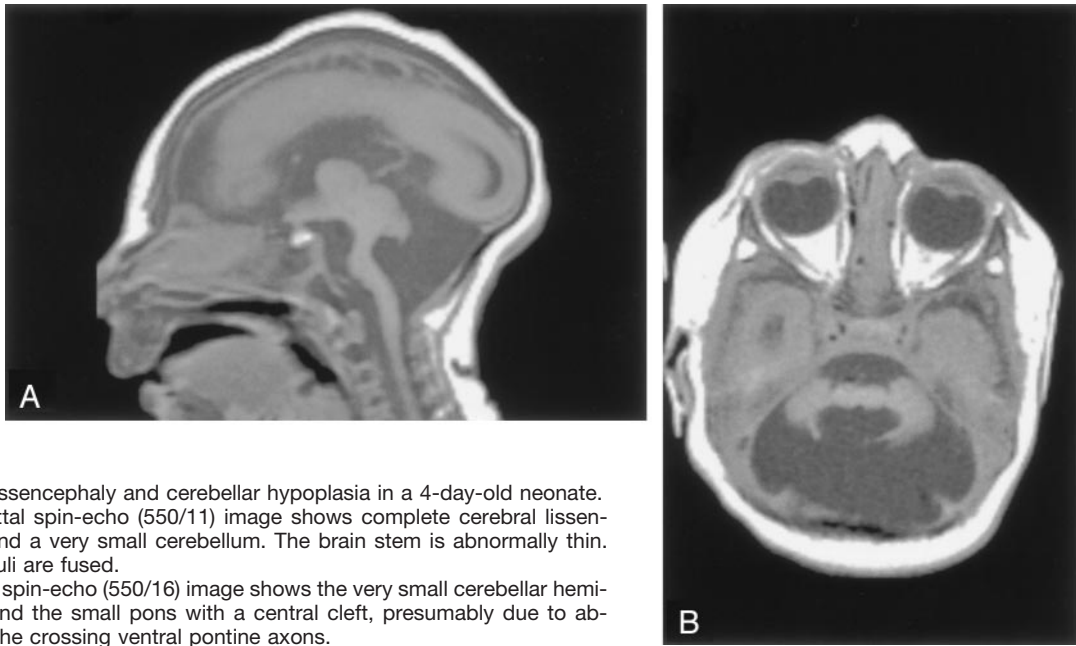 A
B
ssencephaly and cerebellar hypoplasia in a 4-day-old neonate.
ttal spin-echo (550/11) image shows complete cerebral lissen-
nd a very small cerebellum. The brain stem is abnormally thin.
uli are fused.
spin-echo (550/16) image shows the very small cerebellar hemi-
nd the small pons with a central cleft, presumably due to ab-
he crossing ventral pontine axons.